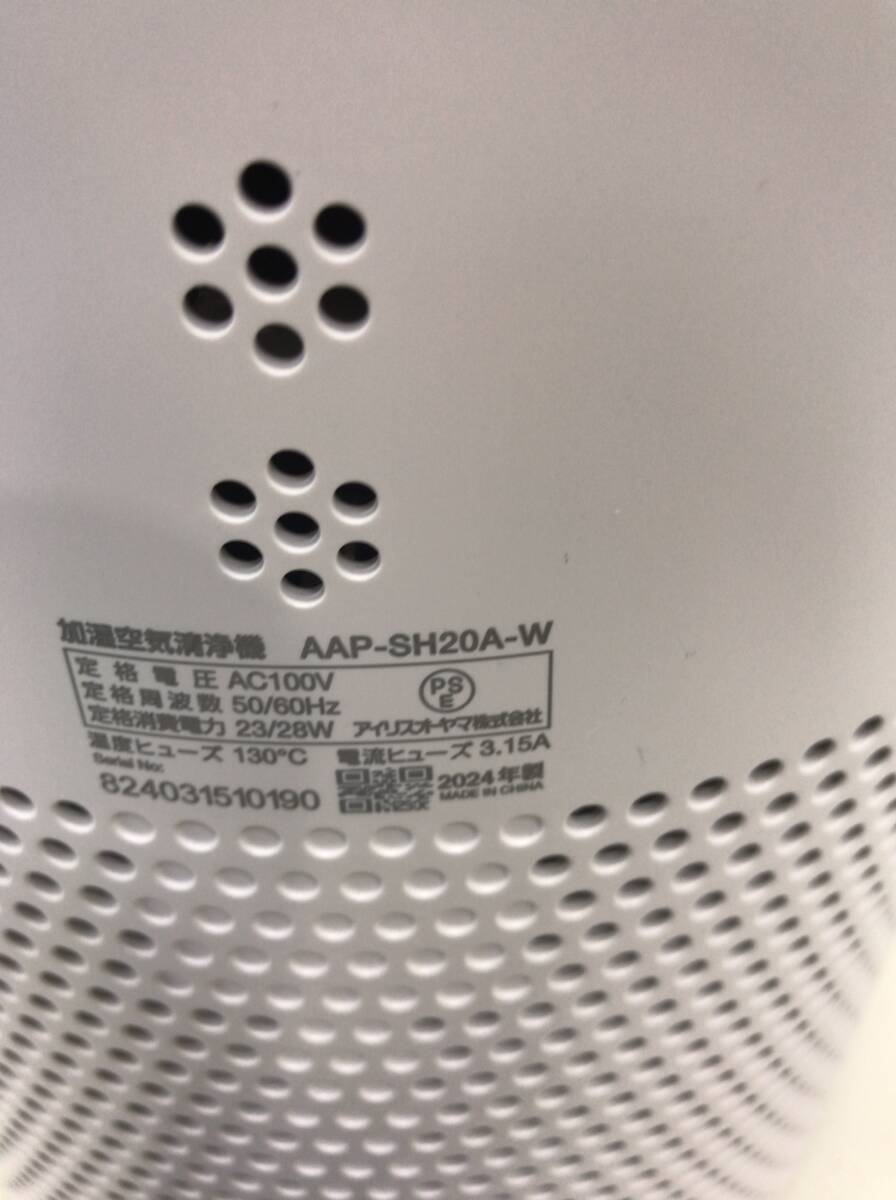 加湿空気清浄機 AAP-SH20A-W
定格電圧 AC100V
定格周波数 50/60Hz
定格消費電力 23/28W
PSE
アイリスオーヤマ株式会社
温度ヒューズ 130°C 電流ヒューズ 3.15A
Serial No:
824031510190
2024年製
MADE IN CHINA